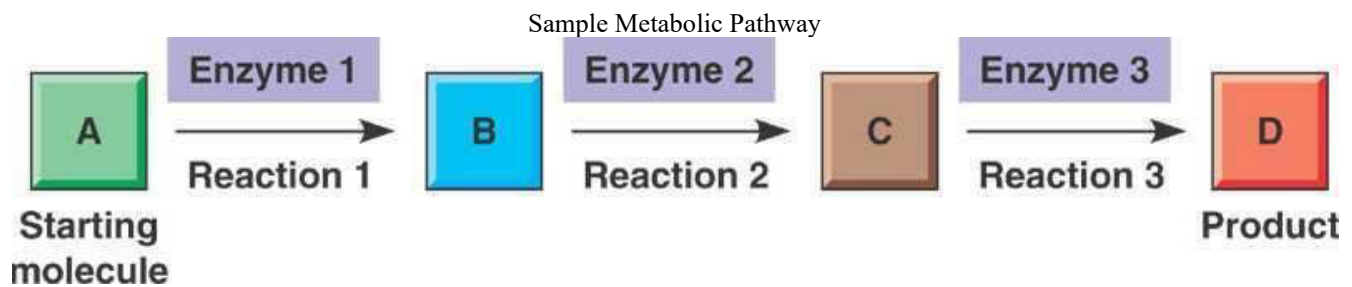 Sample Metabolic Pathway
Enzyme 1 Enzyme 2 Enzyme 3
A B C D
Reaction 1 Reaction 2 Reaction 3
Starting Product
molecule